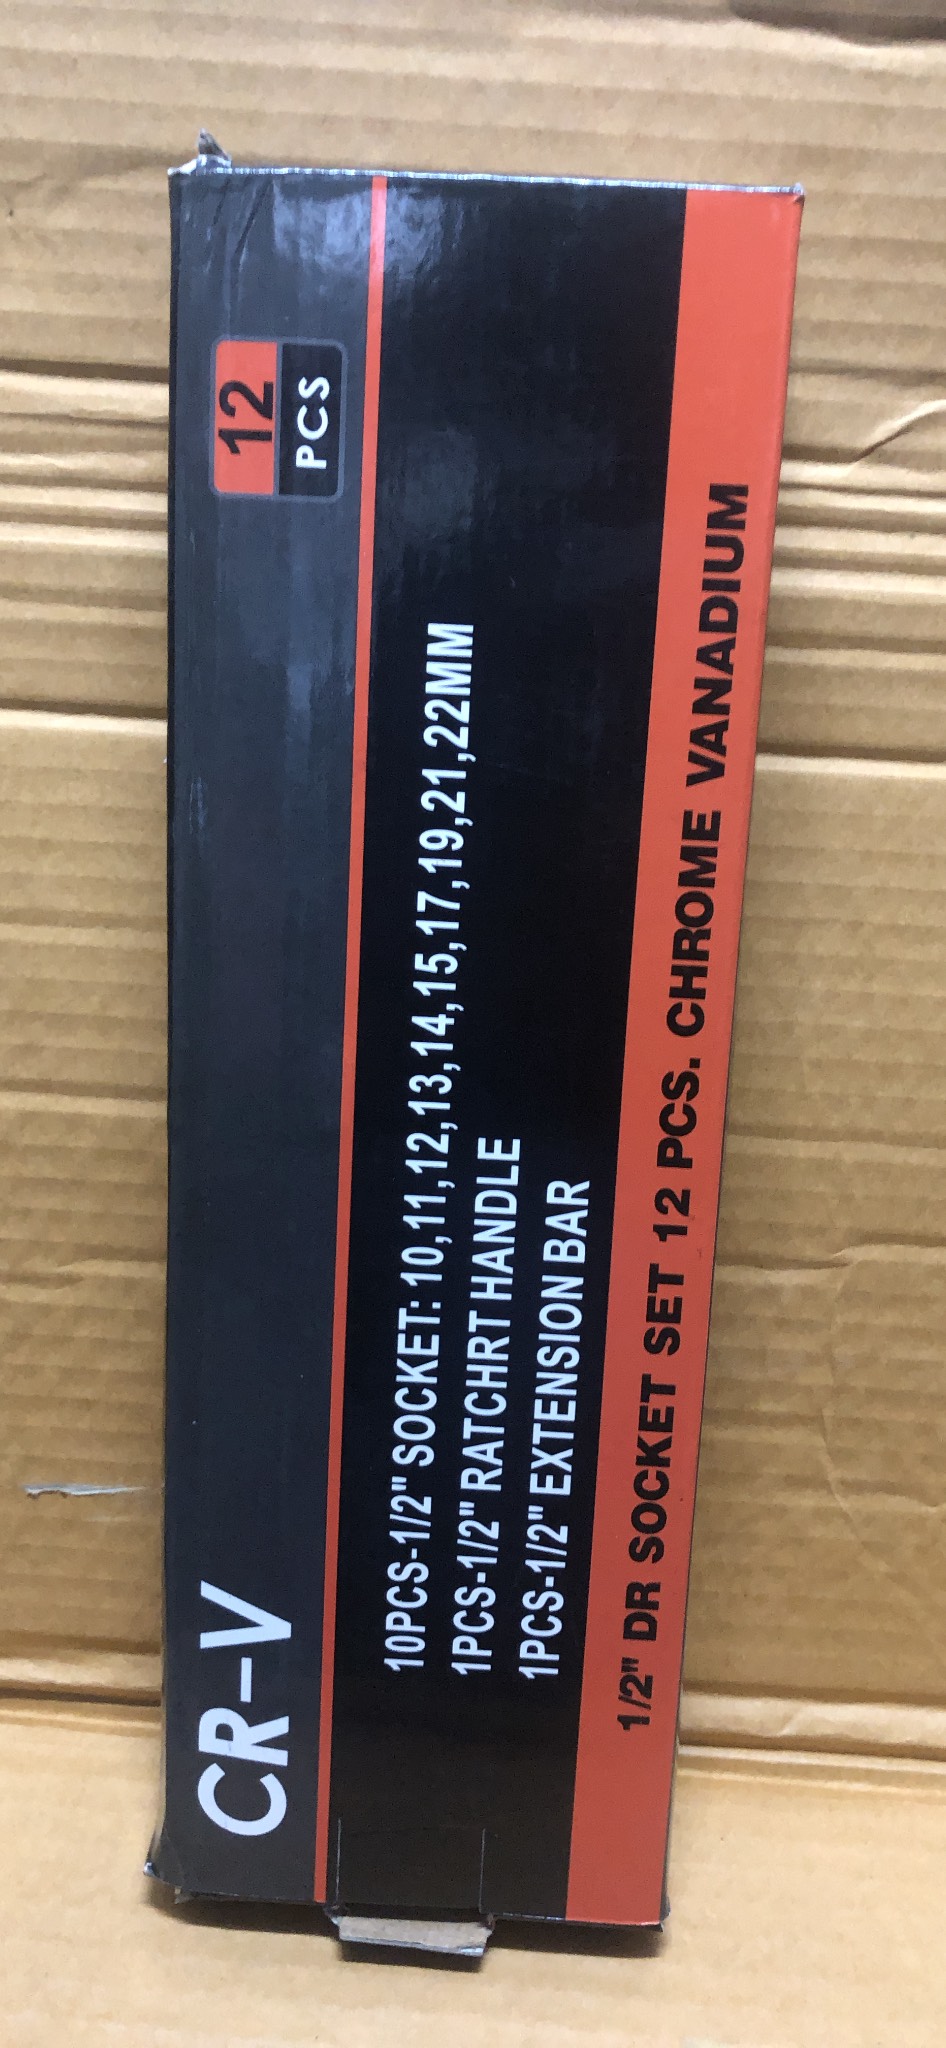 CR-V
12
PCS
10PCS-1/2" SOCKET: 10,11,12,13,14,15,17,19,21,22MM
1PCS-1/2" RATCHRT HANDLE
1PCS-1/2" EXTENSION BAR
1/2" DR SOCKET SET 12 PCS. CHROME VANADIUM